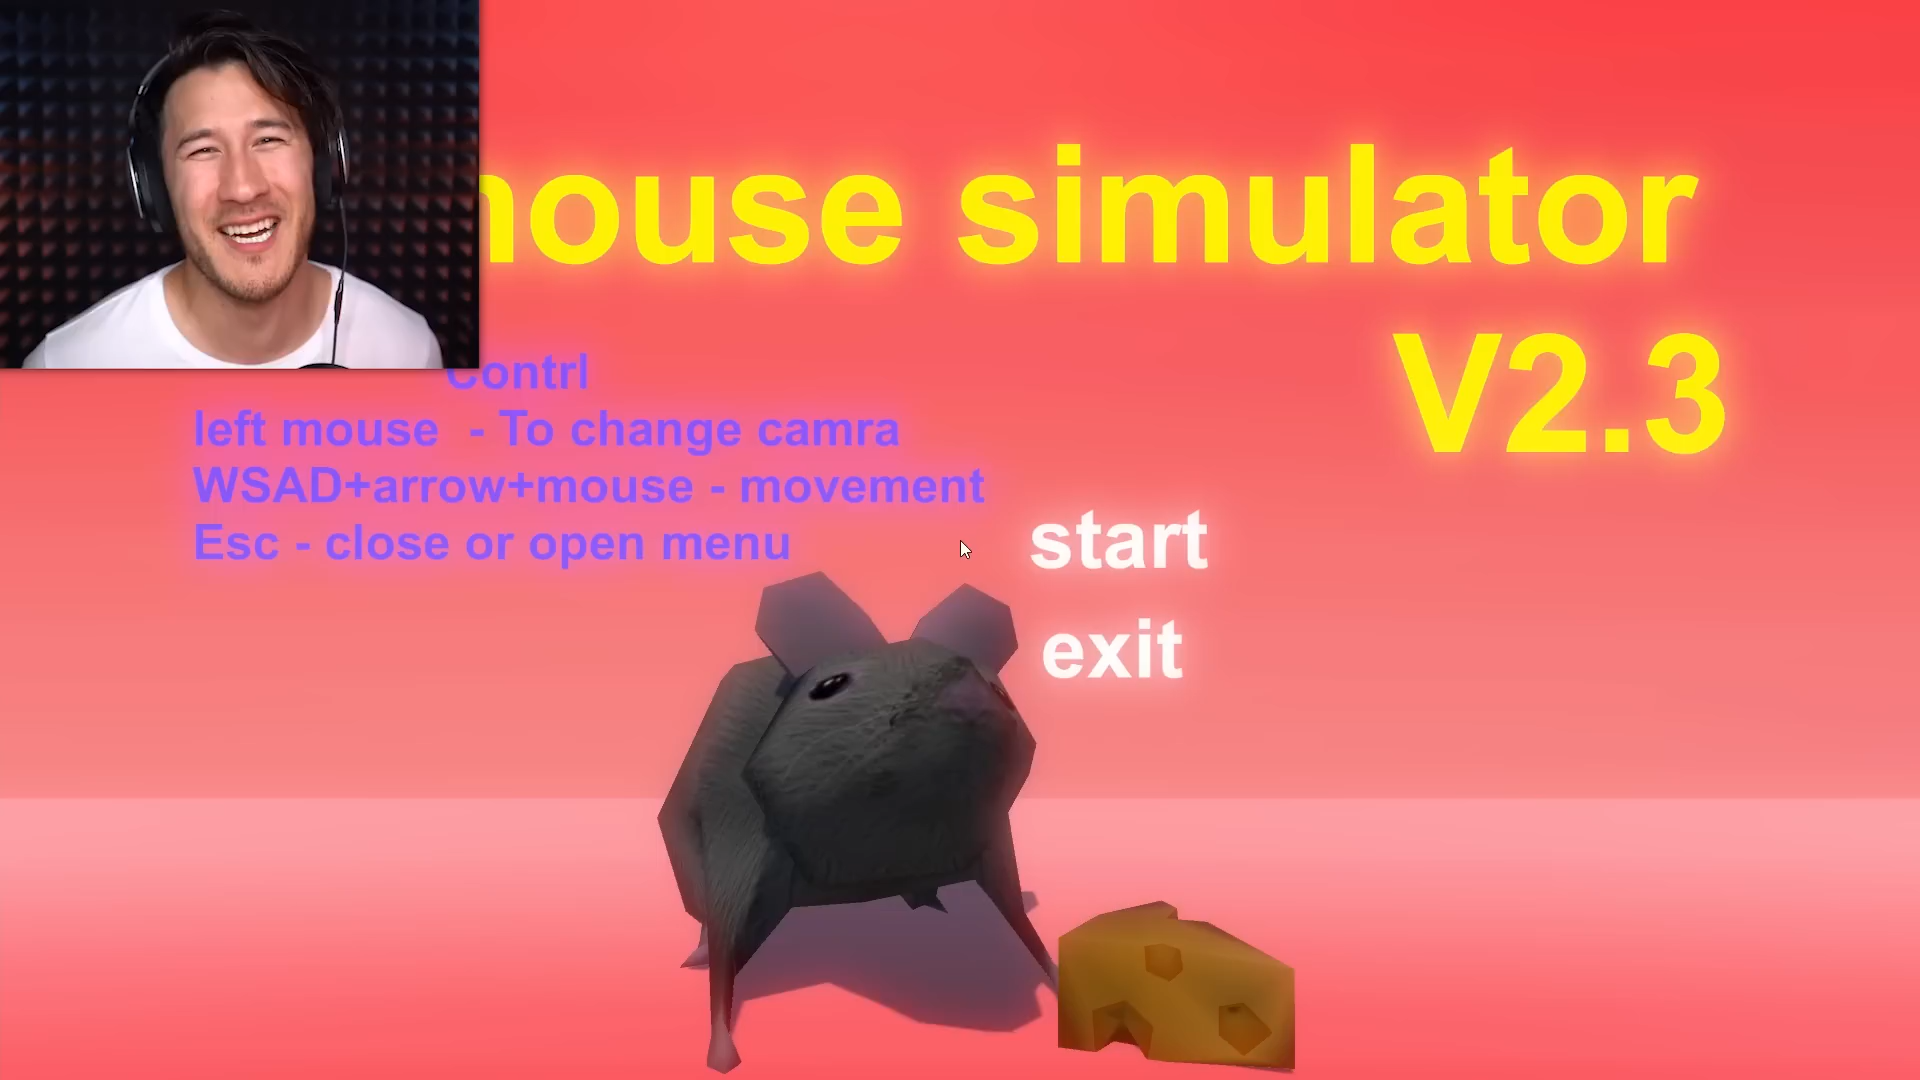 mouse simulator
V2.3
Contrl
left mouse - To change camra
WSAD+arrow+mouse - movement
Esc - close or open menu
start
exit